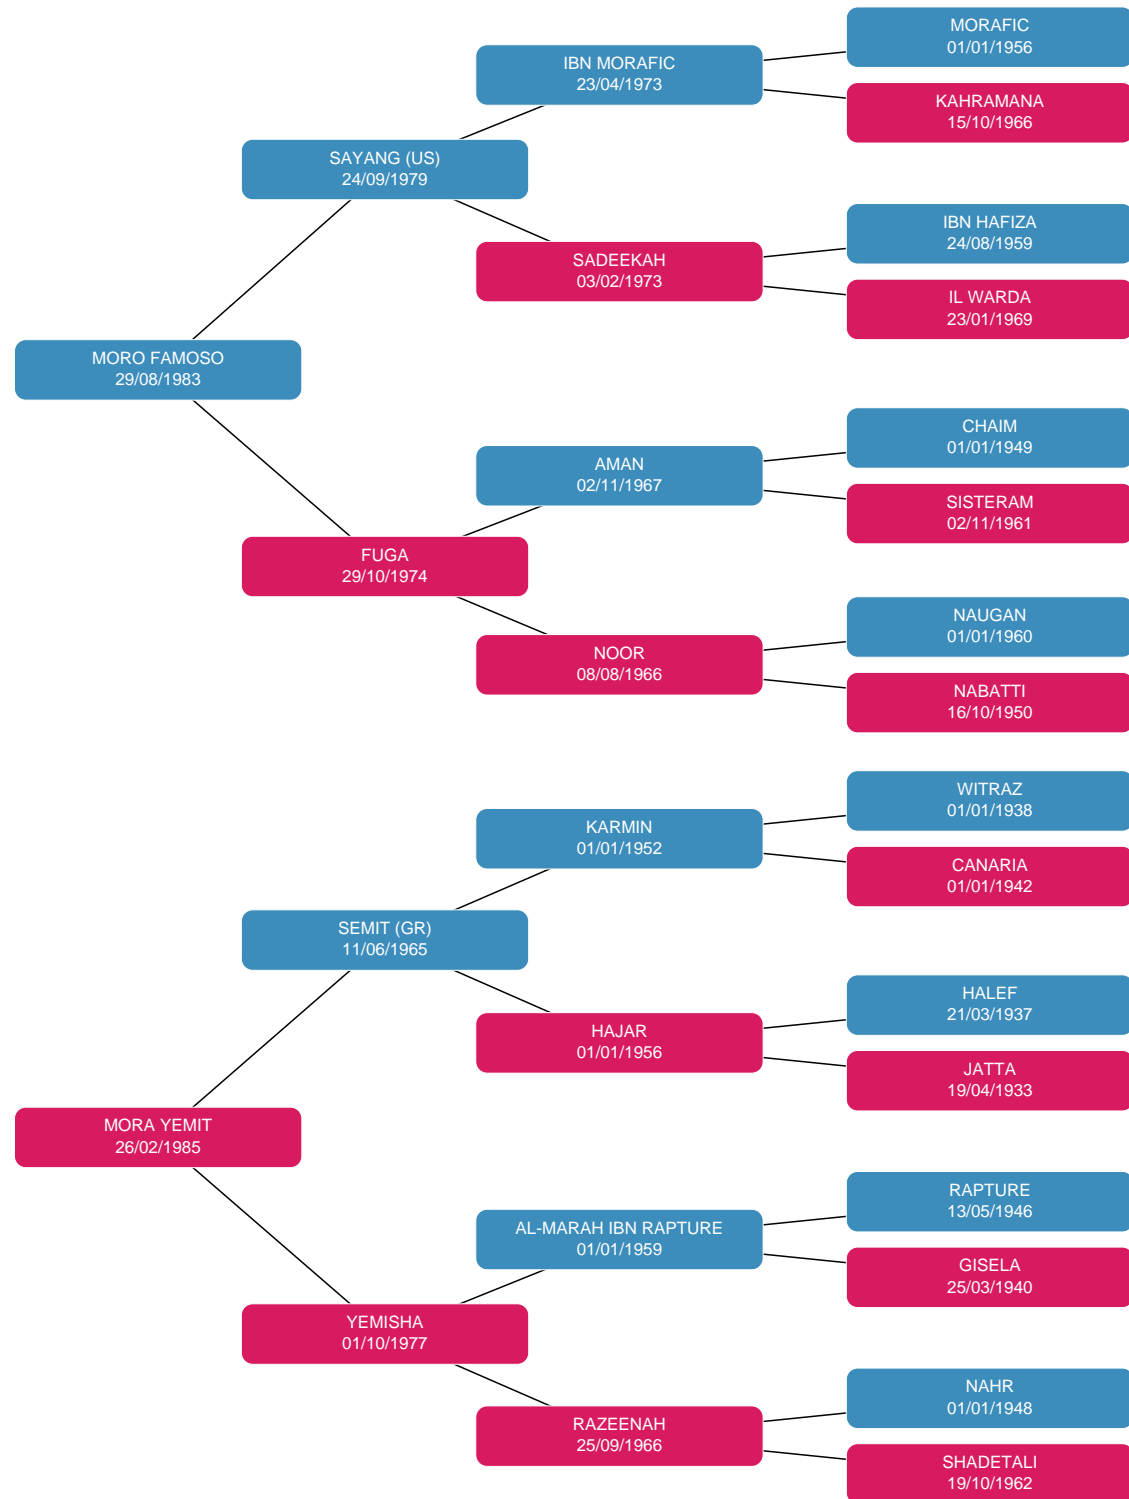 MORAFIC
01/01/1956
IBN MORAFIC
23/04/1973
KAHRAMANA
15/10/1966
SAYANG (US)
24/09/1979
IBN HAFIZA
24/08/1959
SADEEKAH
03/02/1973
IL WARDA
23/01/1969
MORO FAMOSO
29/08/1983
CHAIM
01/01/1949
AMAN
02/11/1967
SISTERAM
02/11/1961
FUGA
29/10/1974
NAUGAN
01/01/1960
NOOR
08/08/1966
NABATTI
16/10/1950
WITRAZ
01/01/1938
KARMIN
01/01/1952
CANARIA
01/01/1942
SEMIT (GR)
11/06/1965
HALEF
21/03/1937
HAJAR
01/01/1956
JATTA
19/04/1933
MORA YEMIT
26/02/1985
RAPTURE
13/05/1946
AL-MARAH IBN RAPTURE
01/01/1959
GISELA
25/03/1940
YEMISHA
01/10/1977
NAHR
01/01/1948
RAZEENAH
25/09/1966
SHADETALI
19/10/1962